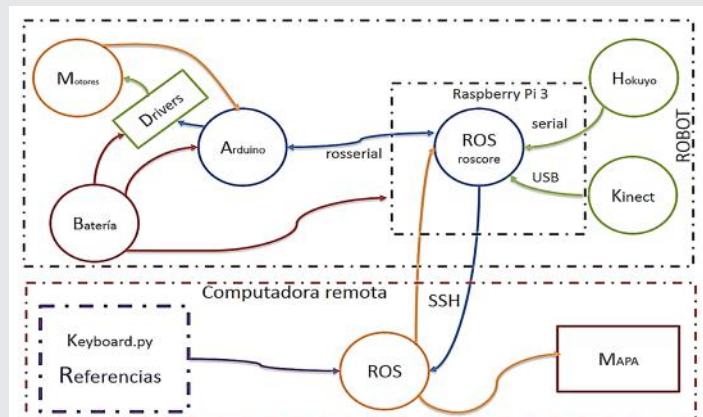 Motores
Drivers
Arduino
Batería
rosserial
Raspberry Pi 3
ROS
roscore
serial
USB
Hokuyo
Kinect
ROBOT
Computadora remota
SSH
Keyboard.py
Referencias
ROS
MAPA